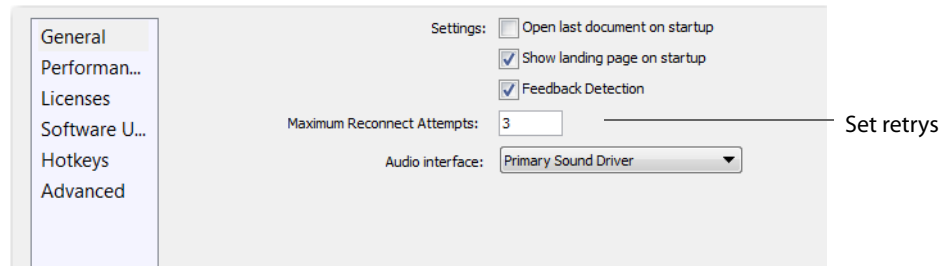 General
Performan...
Licenses
Software U...
Hotkeys
Advanced
Settings: Open last document on startup
Show landing page on startup
Feedback Detection
Maximum Reconnect Attempts: 3
Set retrys
Audio interface: Primary Sound Driver